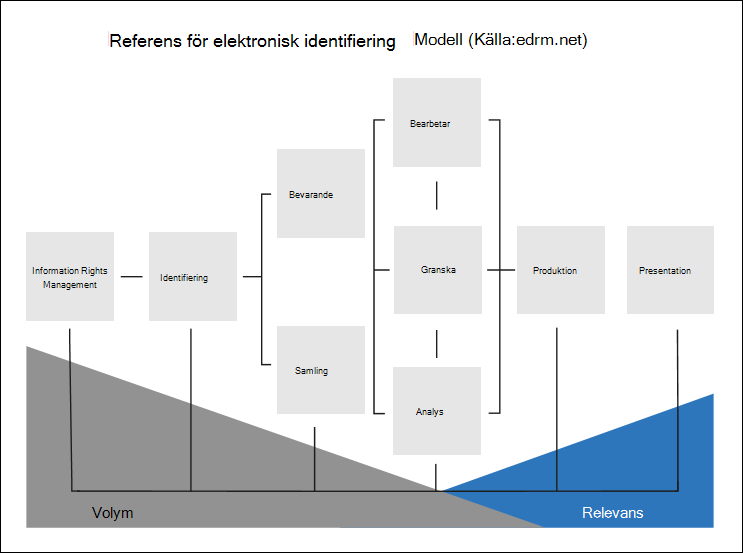 Referens för elektronisk identifiering Modell (Källa:edrm.net)
Bearbetar
Bevarande
Information Rights
Management
Identifiering
Granska
Produktion
Presentation
Samling
Analys
Volym
Relevans